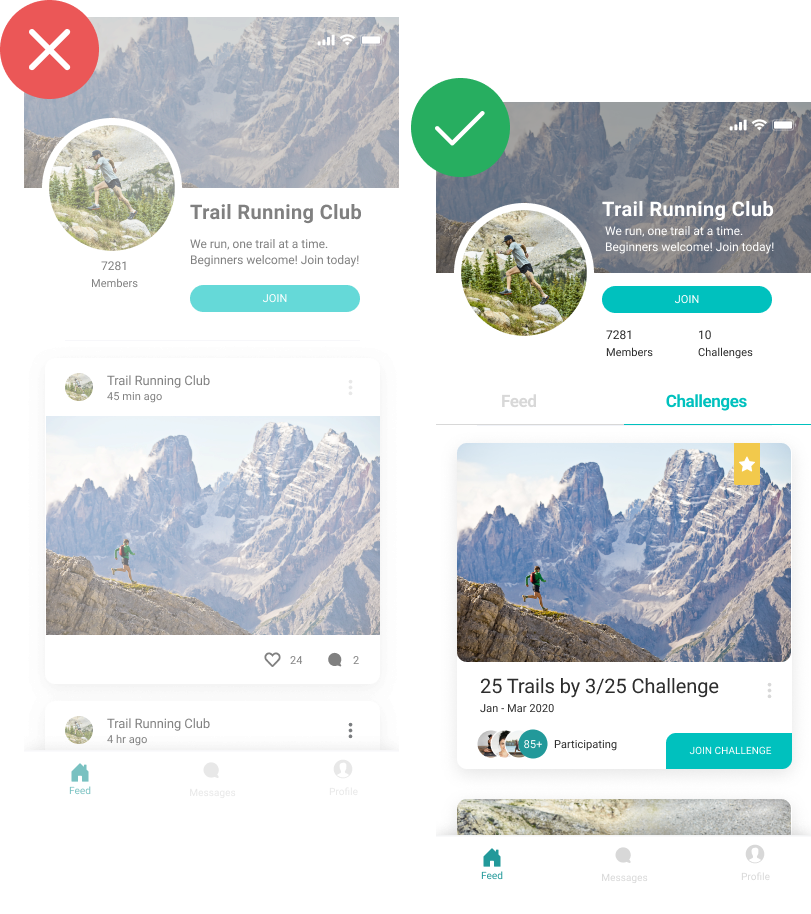 Trail Running Club
We run, one trail at a time.
Beginners welcome! Join today!
7281
Members
JOIN
Trail Running Club
45 min ago
24
2
Trail Running Club
4 hr ago
Feed
Messages
Profile
Trail Running Club
We run, one trail at a time.
Beginners welcome! Join today!
JOIN
7281
Members
10
Challenges
Feed
Challenges
25 Trails by 3/25 Challenge
Jan - Mar 2020
85+
Participating
JOIN CHALLENGE
Feed
Messages
Profile